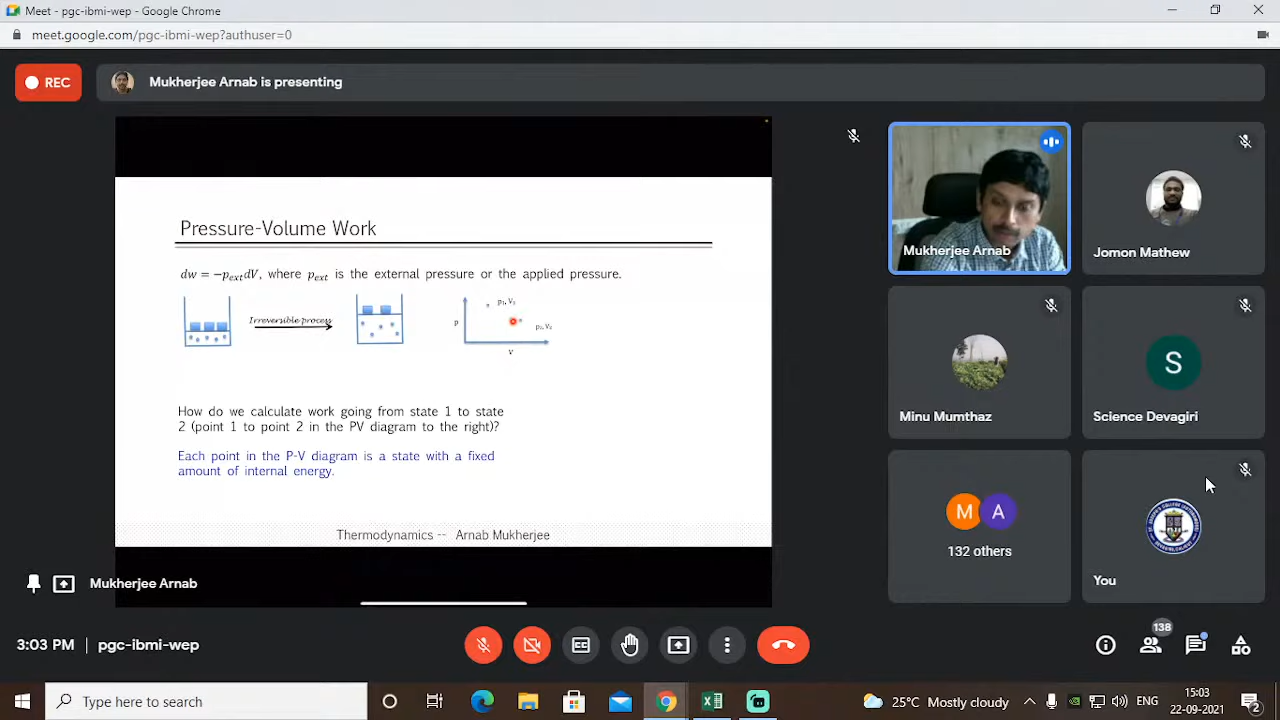 Meet - pgc-ibmi-wep - Google Chrome
meet.google.com/pgc-ibmi-wep?authuser=0
REC
Mukherjee Arnab is presenting
Pressure-Volume Work
dw = −p_ext dV, where p_ext is the external pressure or the applied pressure.
Irreversible process
p
V
How do we calculate work going from state 1 to state
2 (point 1 to point 2 in the PV diagram to the right)?
Each point in the P-V diagram is a state with a fixed
amount of internal energy.
Thermodynamics -- Arnab Mukherjee
Mukherjee Arnab
Mukherjee Arnab
Jomon Mathew
Minu Mumthaz
S
Science Devagiri
M A
132 others
You
3:03 PM | pgc-ibmi-wep
138
Type here to search
25°C Mostly cloudy
ENG
15:03
22-09-2021
2